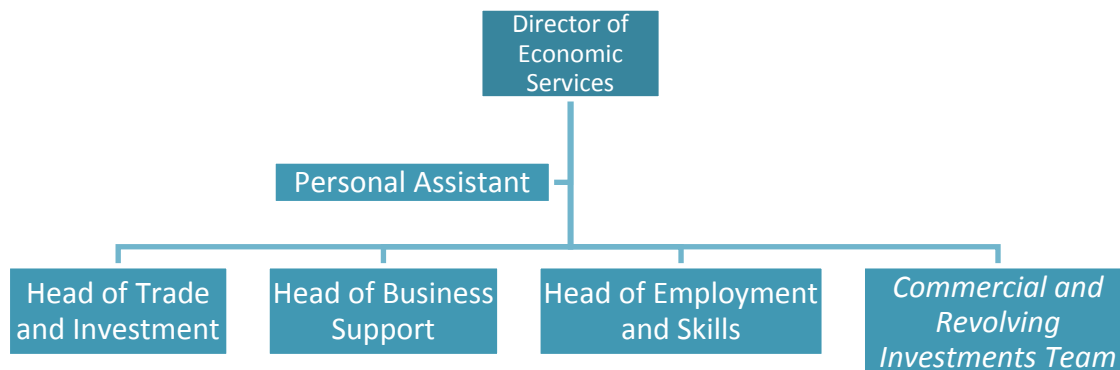 Director of
Economic
Services
Personal Assistant
Head of Trade
and Investment
Head of Business
Support
Head of Employment
and Skills
Commercial and
Revolving
Investments Team